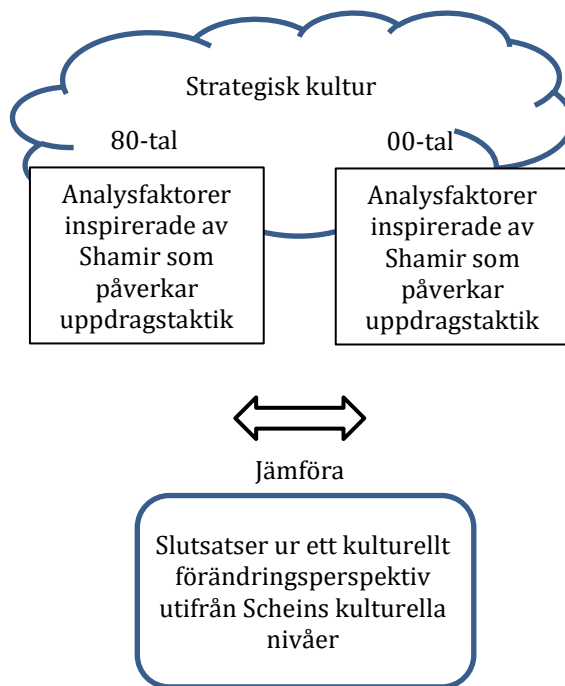 Strategisk kultur
80-tal
Analysfaktorer
inspirerade av
Shamir som
påverkar
uppdragstaktik
00-tal
Analysfaktorer
inspirerade av
Shamir som
påverkar
uppdragstaktik
Jämföra
Slutsatser ur ett kulturellt
förändringsperspektiv
utifrån Scheins kulturella
nivåer